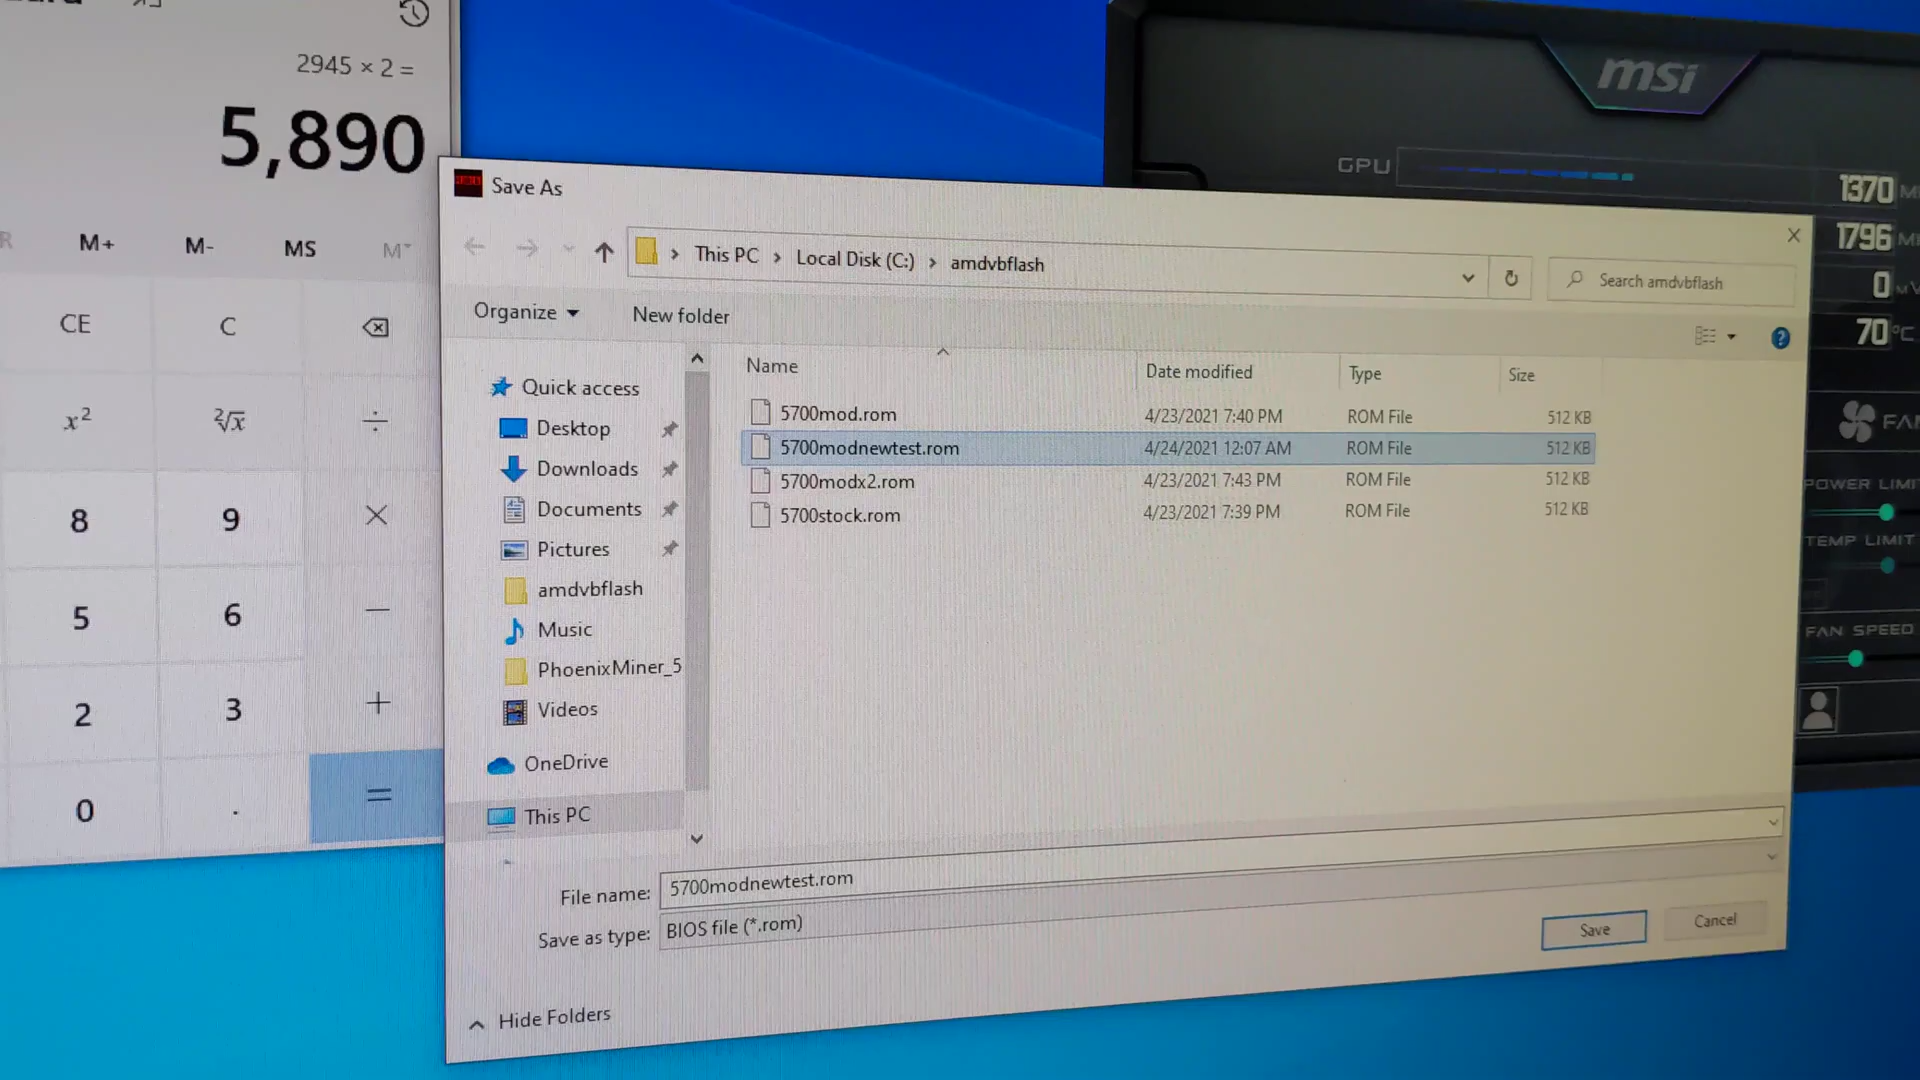 2945 × 2 =
5,890
M+ M- MS M˅
CE C
x² ²√x ÷
8 9 ×
5 6 —
2 3 +
0 . =
Save As
This PC › Local Disk (C:) › amdvbflash
Search amdvbflash
Organize New folder
Name Date modified Type Size
5700mod.rom 4/23/2021 7:40 PM ROM File 512 KB
5700modnewtest.rom 4/24/2021 12:07 AM ROM File 512 KB
5700modx2.rom 4/23/2021 7:43 PM ROM File 512 KB
5700stock.rom 4/23/2021 7:39 PM ROM File 512 KB
Quick access
Desktop
Downloads
Documents
Pictures
amdvbflash
Music
PhoenixMiner_5
Videos
OneDrive
This PC
File name: 5700modnewtest.rom
Save as type: BIOS file (*.rom)
Save Cancel
Hide Folders
msi
GPU
1370
1796
0 MV
70 °C
FAN
POWER LIMIT
TEMP LIMIT
FAN SPEED